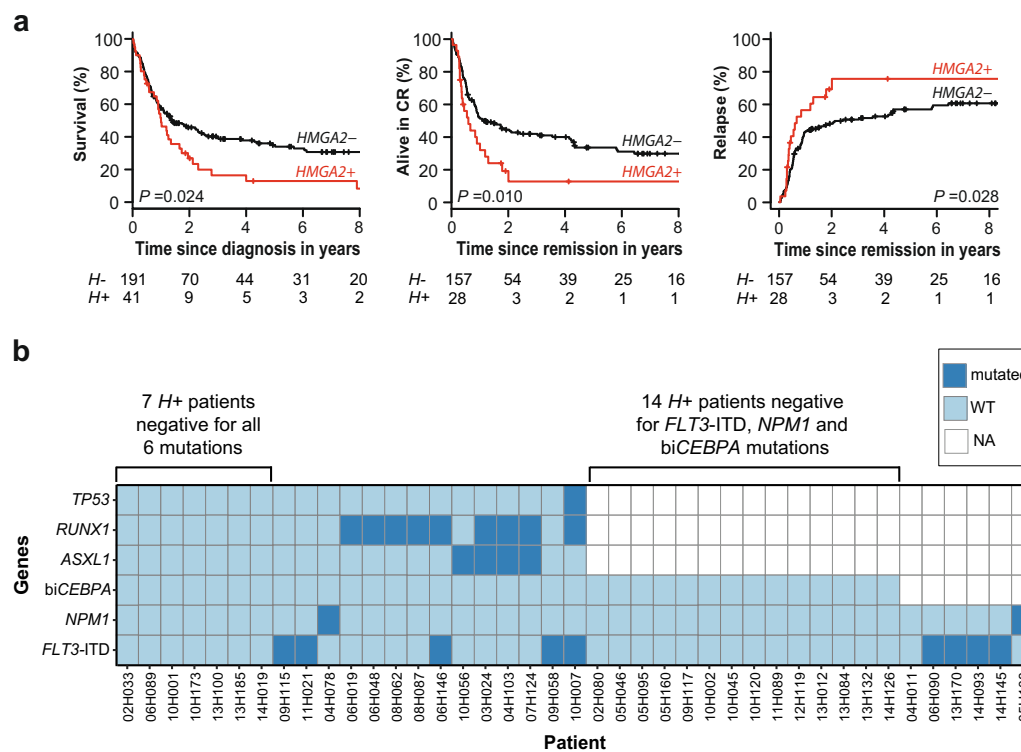 a
100
80
60
40
20
0
Survival (%)
HMGA2−
HMGA2+
P =0.024
0 2 4 6 8
Time since diagnosis in years
H- 191 70 44 31 20
H+ 41 9 5 3 2
100
80
60
40
20
0
Alive in CR (%)
HMGA2−
HMGA2+
P =0.010
0 2 4 6 8
Time since remission in years
H- 157 54 39 25 16
H+ 28 3 2 1 1
100
80
60
40
20
0
Relapse (%)
HMGA2+
HMGA2−
P =0.028
0 2 4 6 8
Time since remission in years
H- 157 54 39 25 16
H+ 28 3 2 1 1
b
mutated
WT
NA
7 H+ patients
negative for all
6 mutations
14 H+ patients negative
for FLT3-ITD, NPM1 and
biCEBPA mutations
Genes
TP53
RUNX1
ASXL1
biCEBPA
NPM1
FLT3-ITD
02H033
06H089
10H001
10H173
10H100
13H185
14H019
09H115
11H021
04H078
06H019
06H048
08H062
08H087
06H146
10H056
03H024
04H103
07H124
09H058
10H007
02H080
05H046
05H095
05H160
09H117
10H002
10H045
10H120
11H089
12H013
13H012
13H084
13H132
14H126
04H011
06H090
13H170
14H093
14H145
Patient